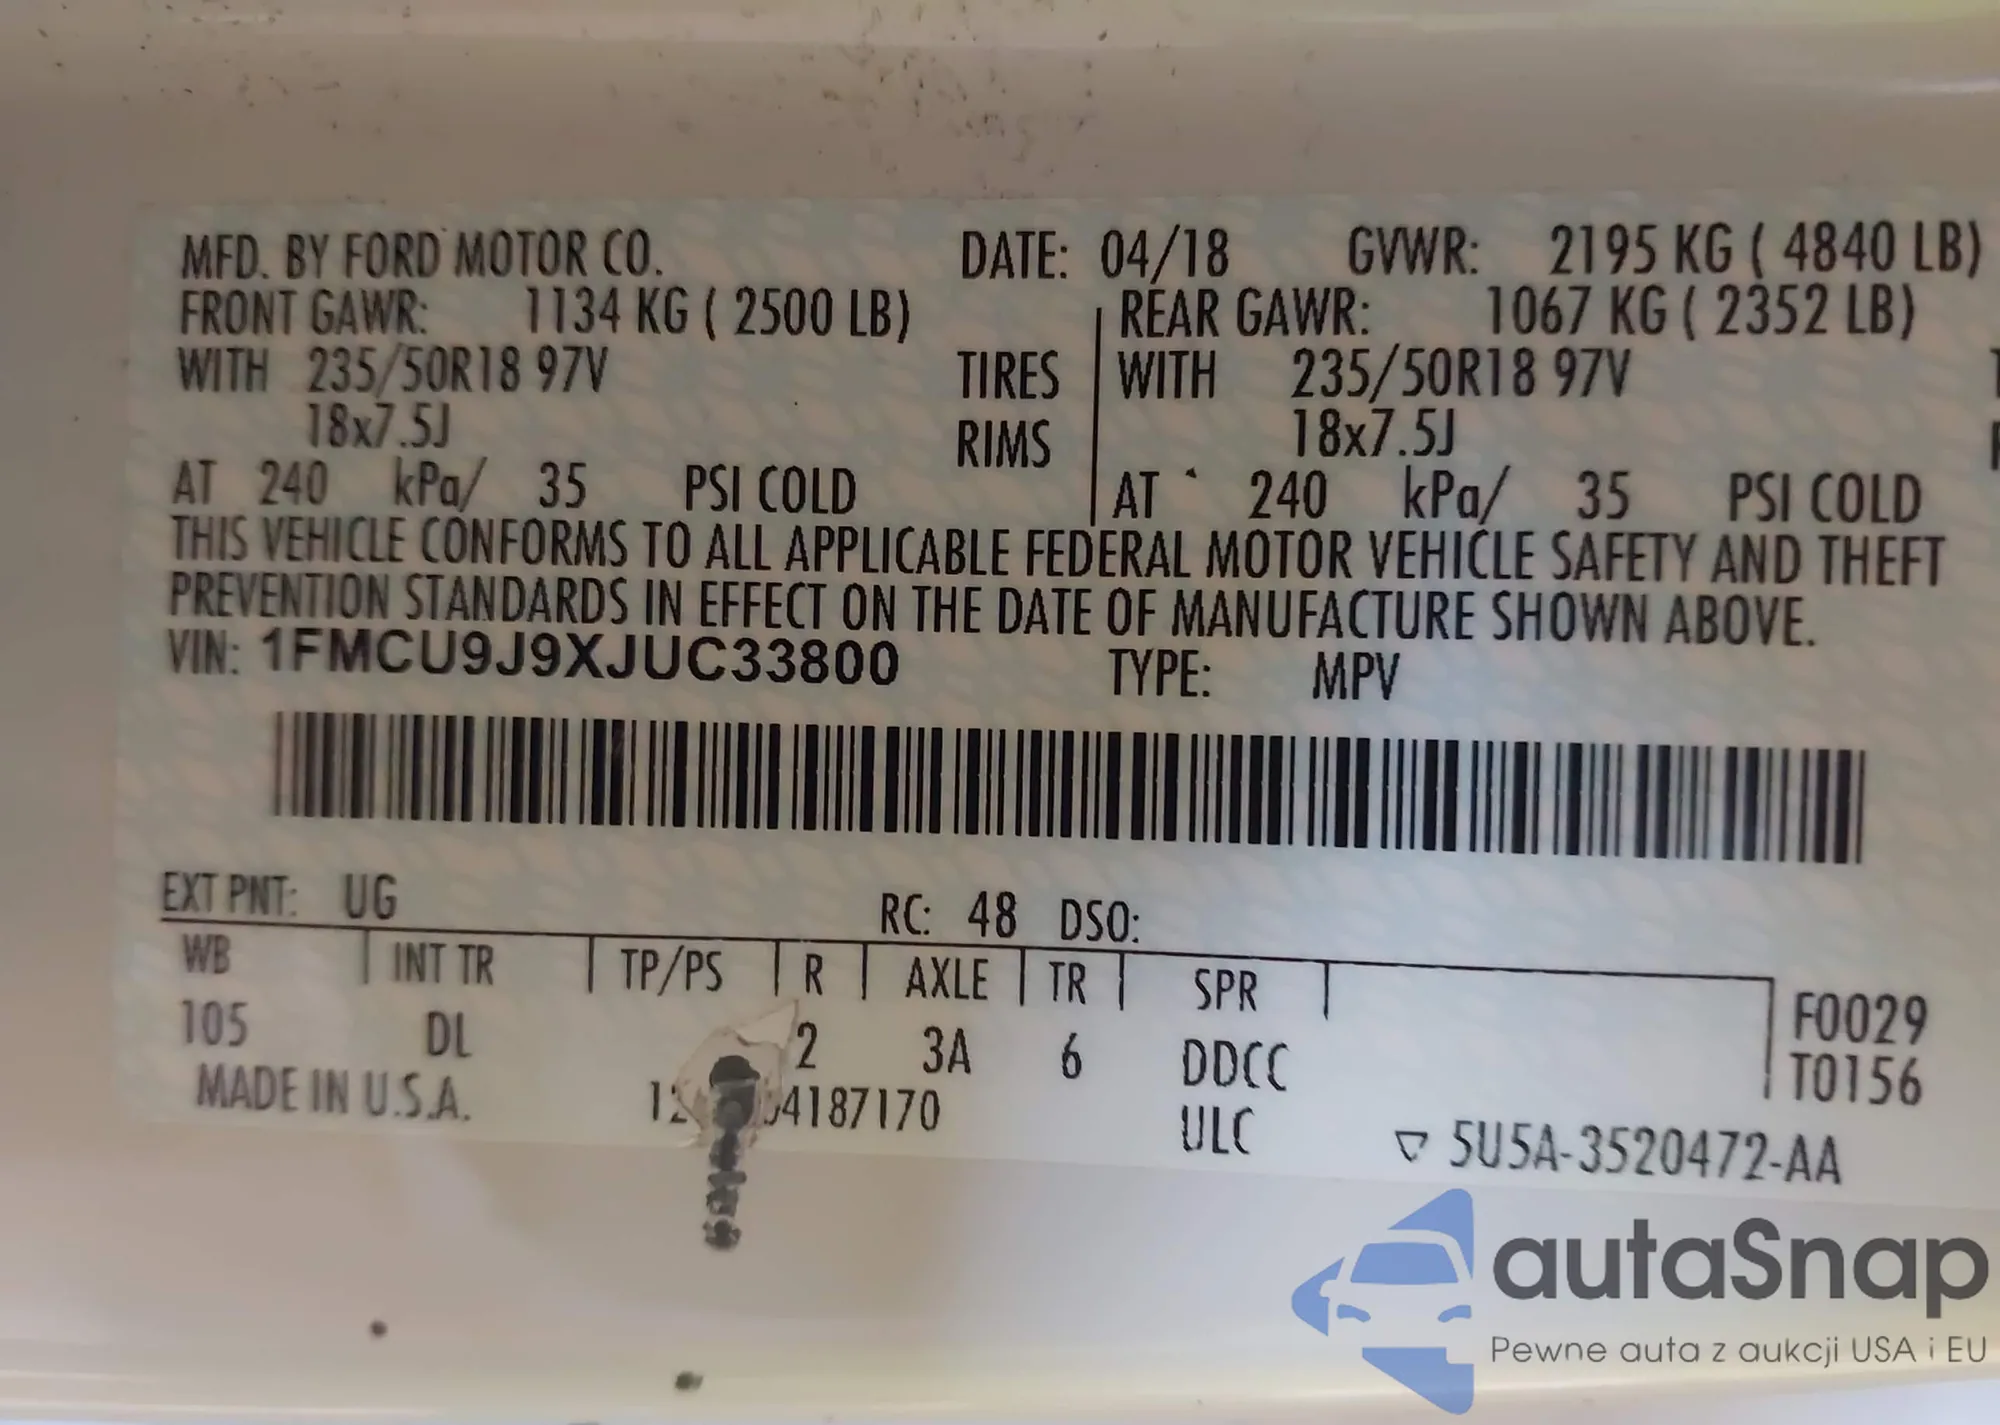 MFD. BY FORD MOTOR CO. DATE: 04/18 GVWR: 2195 KG ( 4840 LB)
FRONT GAWR: 1134 KG ( 2500 LB) REAR GAWR: 1067 KG ( 2352 LB)
WITH 235/50R18 97V TIRES WITH 235/50R18 97V
18x7.5J RIMS 18x7.5J
AT 240 kPa/ 35 PSI COLD AT 240 kPa/ 35 PSI COLD
THIS VEHICLE CONFORMS TO ALL APPLICABLE FEDERAL MOTOR VEHICLE SAFETY AND THEFT
PREVENTION STANDARDS IN EFFECT ON THE DATE OF MANUFACTURE SHOWN ABOVE.
VIN: 1FMCU9J9XJUC33800 TYPE: MPV
EXT PNT: UG RC: 48 DSO:
WB INT TR TP/PS R AXLE TR SPR
105 DL 2 3A 6 DDCC
F0029
T0156
MADE IN U.S.A. 4187170 ULC
▽ 5U5A-3520472-AA
autaSnap
Pewne auta z aukcji USA i EU